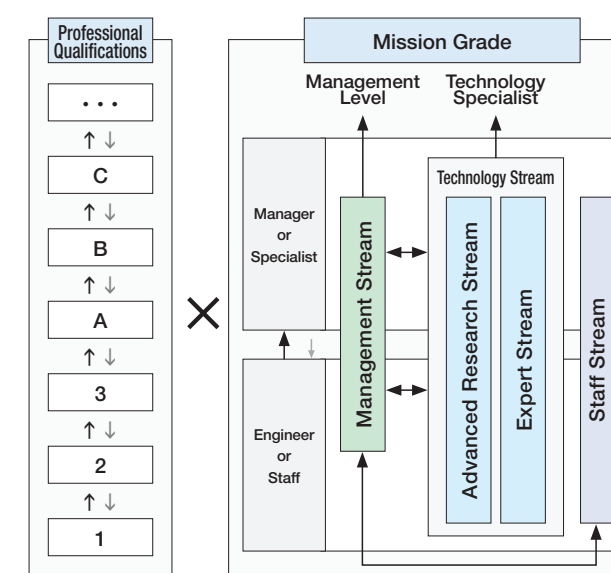 Professional
Qualifications
...
C
B
A
3
2
1
×
Mission Grade
Management
Level
Technology
Specialist
Manager
or
Specialist
Engineer
or
Staff
Management Stream
Technology Stream
Advanced Research Stream
Expert Stream
Staff Stream